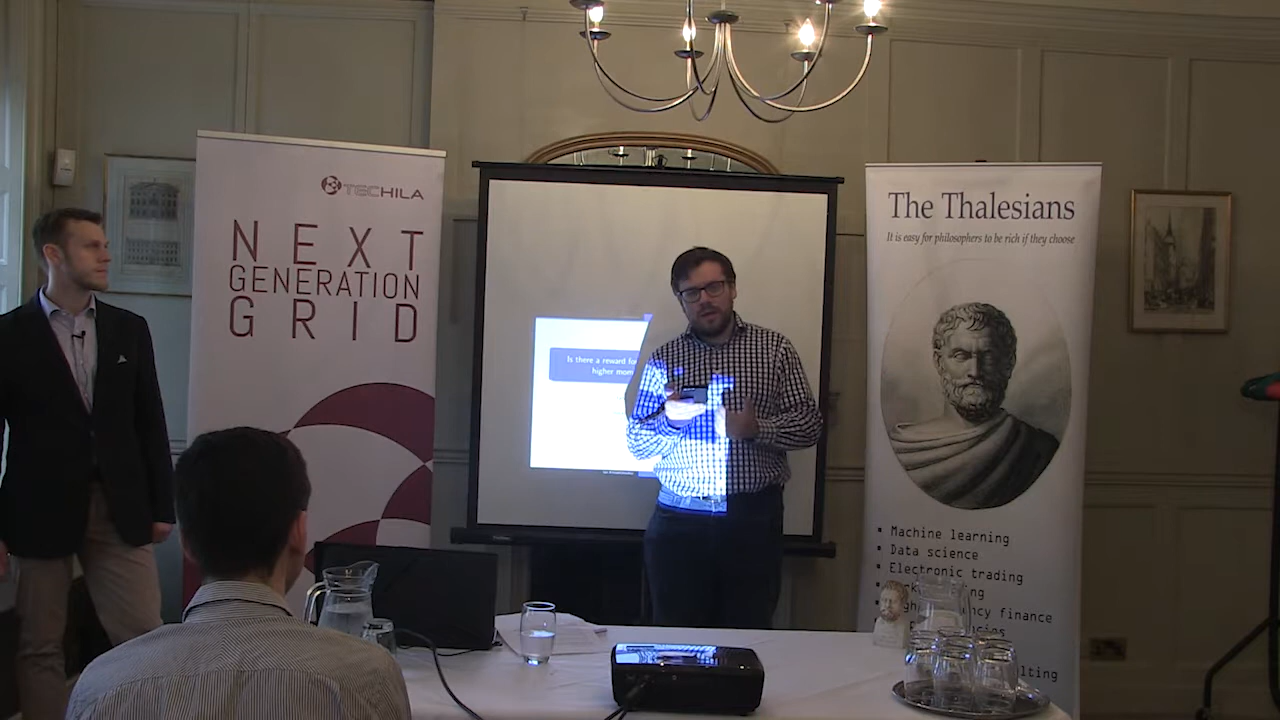 TECHILA
NEXT
GENERATION
GRID
Is there a reward for
higher
The Thalesians
It is easy for philosophers to be rich if they choose
Machine learning
Data science
Electronic trading
finance